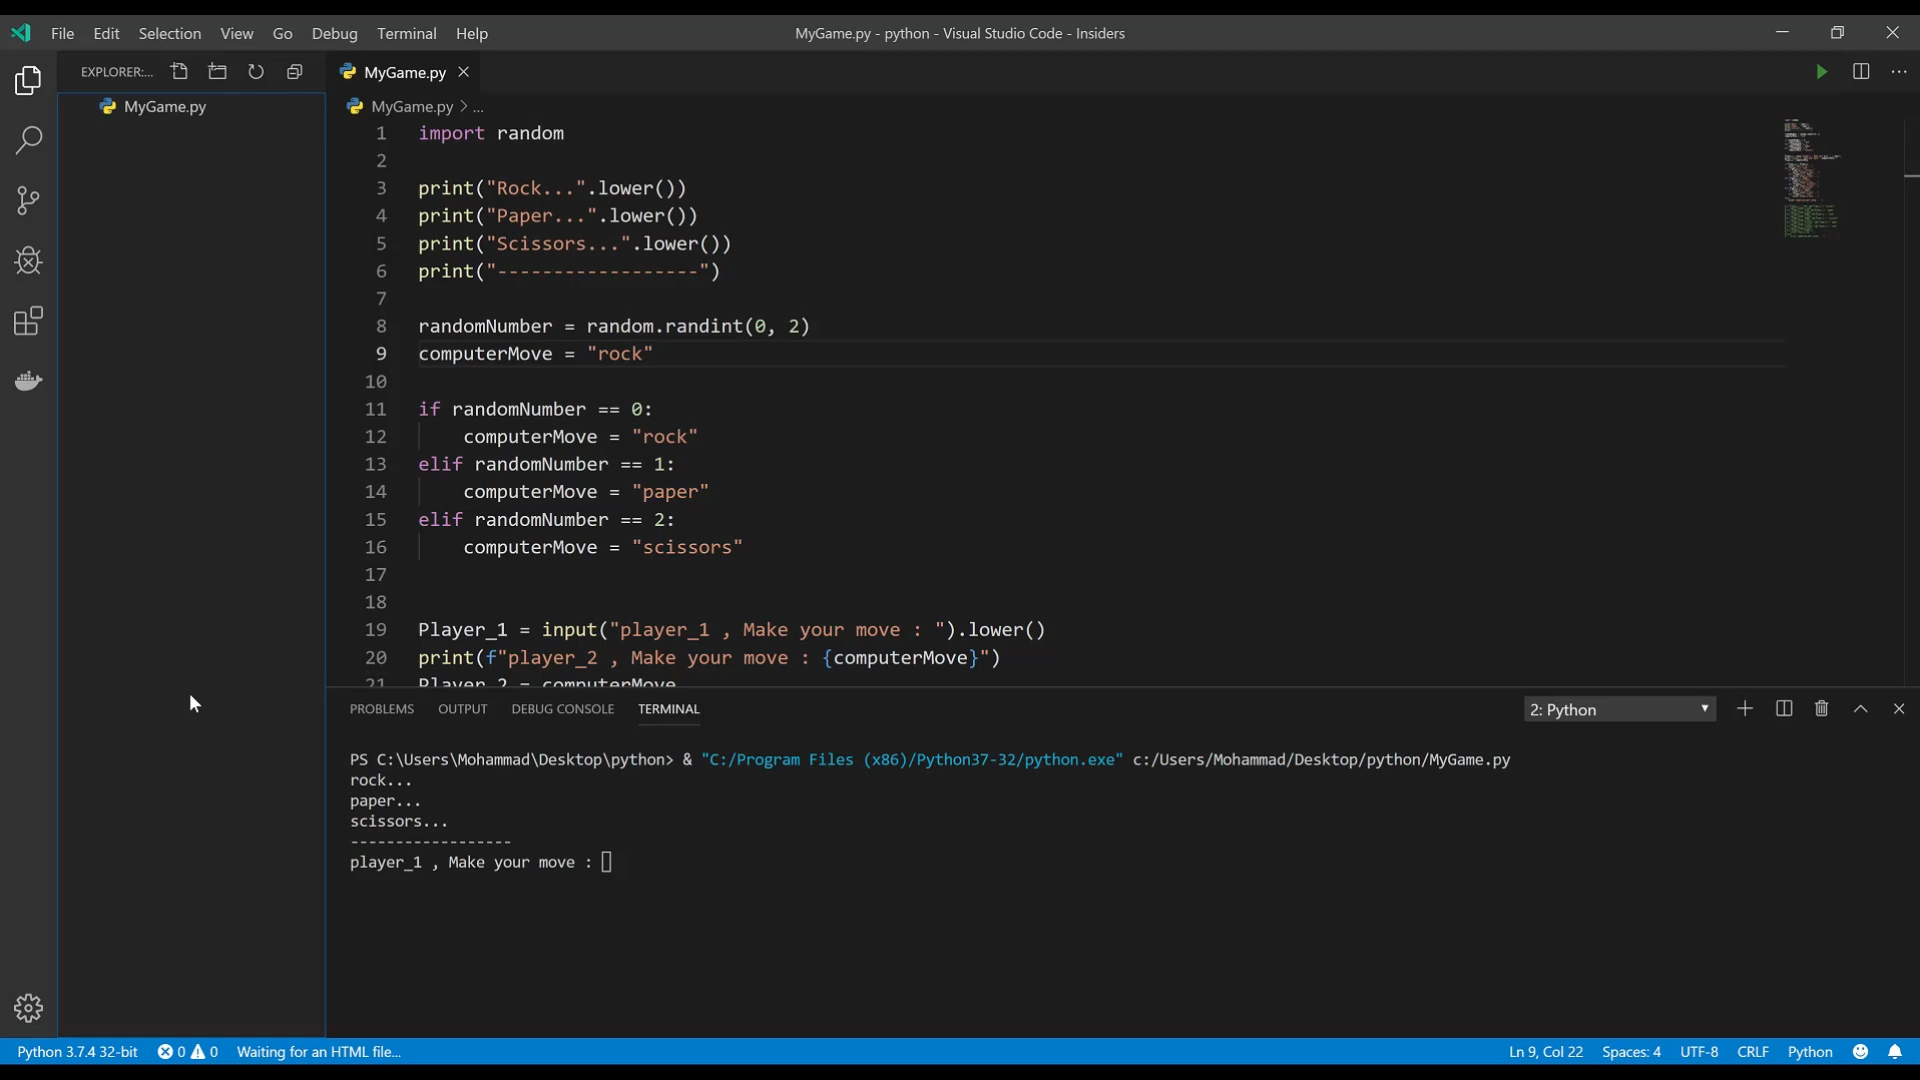 File Edit Selection View Go Debug Terminal Help
MyGame.py - python - Visual Studio Code - Insiders
EXPLORER:...
MyGame.py
MyGame.py
MyGame.py > ...
1 import random
2
3 print("Rock...".lower())
4 print("Paper...".lower())
5 print("Scissors...".lower())
6 print("------------------")
7
8 randomNumber = random.randint(0, 2)
9 computerMove = "rock"
10
11 if randomNumber == 0:
12 computerMove = "rock"
13 elif randomNumber == 1:
14 computerMove = "paper"
15 elif randomNumber == 2:
16 computerMove = "scissors"
17
18
19 Player_1 = input("player_1 , Make your move : ").lower()
20 print(f"player_2 , Make your move : {computerMove}")
21 Player_2 = computerMove
PROBLEMS OUTPUT DEBUG CONSOLE TERMINAL
2: Python
PS C:\Users\Mohammad\Desktop\python> & "C:/Program Files (x86)/Python37-32/python.exe" c:/Users/Mohammad/Desktop/python/MyGame.py
rock...
paper...
scissors...
------------------
player_1 , Make your move :
Python 3.7.4 32-bit 0 0 Waiting for an HTML file...
Ln 9, Col 22 Spaces: 4 UTF-8 CRLF Python